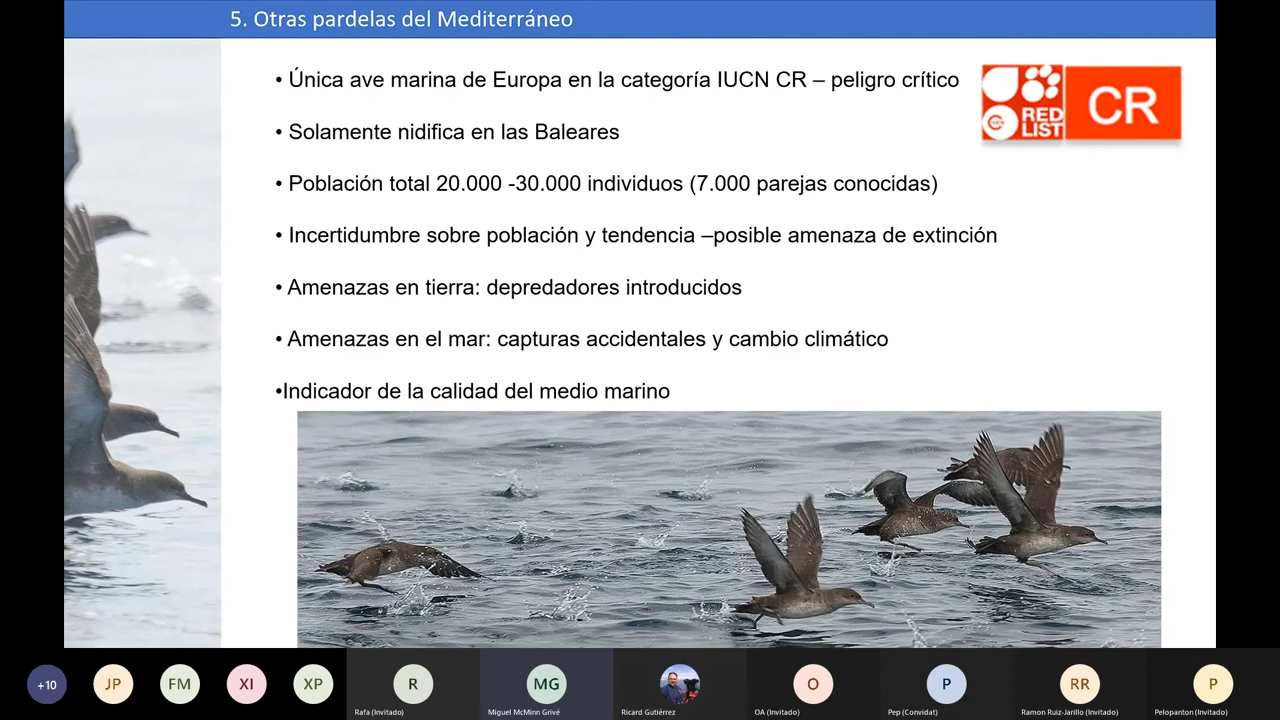 5. Otras pardelas del Mediterráneo
• Única ave marina de Europa en la categoría IUCN CR – peligro crítico
RED
LIST
CR
• Solamente nidifica en las Baleares
• Población total 20.000 -30.000 individuos (7.000 parejas conocidas)
• Incertidumbre sobre población y tendencia –posible amenaza de extinción
• Amenazas en tierra: depredadores introducidos
• Amenazas en el mar: capturas accidentales y cambio climático
•Indicador de la calidad del medio marino
+10
JP
FM
XI
XP
R
MG
O
P
RR
P
Rafa (Invitado)
Miguel McMinn Grivé
Ricard Gutiérrez
OA (Invitado)
Pep (Convidat)
Ramon Ruiz-Jarillo (Invitado)
Pelopanton (Invitado)